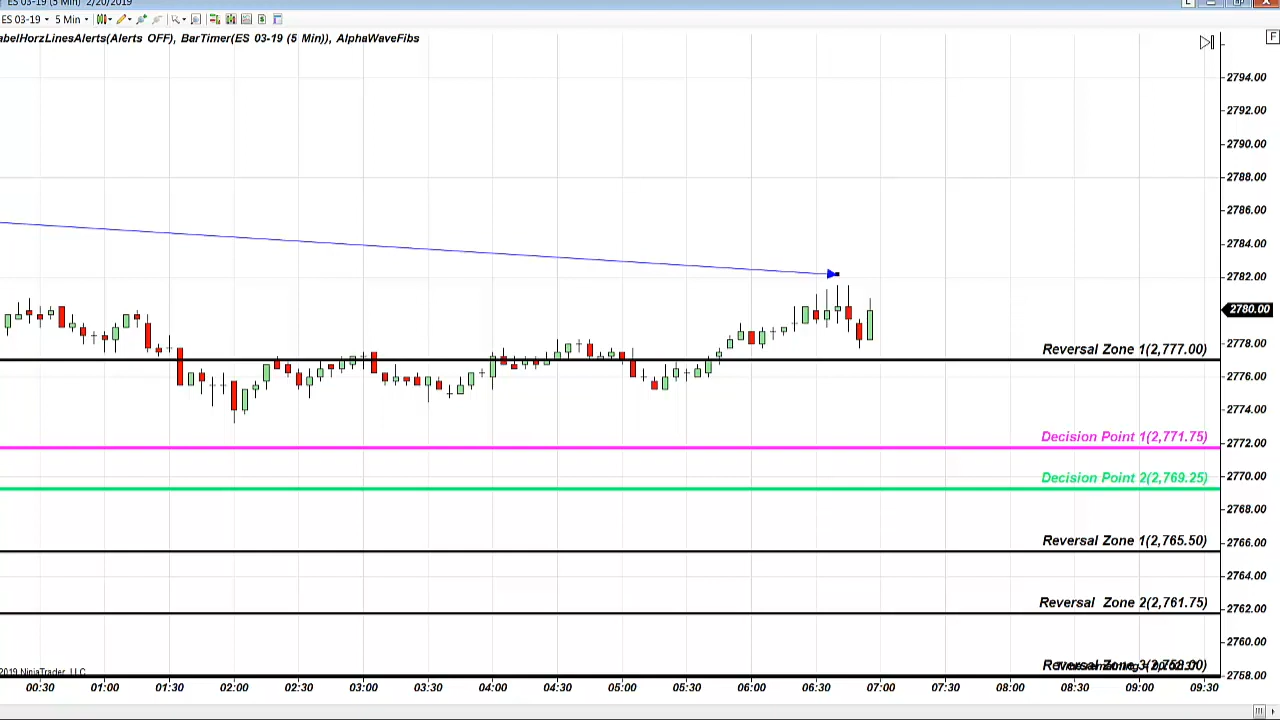 ES 03-19 (5 Min) 2/20/2019
ES 03-19 5 Min
abelHorzLinesAlerts(Alerts OFF), BarTimer(ES 03-19 (5 Min)), AlphaWaveFibs
F
2794.00
2792.00
2790.00
2788.00
2786.00
2784.00
2782.00
2780.00
2778.00
Reversal Zone 1(2,777.00)
2776.00
2774.00
Decision Point 1(2,771.75)
2772.00
Decision Point 2(2,769.25)
2770.00
2768.00
Reversal Zone 1(2,765.50)
2766.00
2764.00
Reversal Zone 2(2,761.75)
2762.00
2760.00
2019 NinjaTrader, LLC
2758.00
00:30 01:00 01:30 02:00 02:30 03:00 03:30 04:00 04:30 05:00 05:30 06:00 06:30 07:00 07:30 08:00 08:30 09:00 09:30